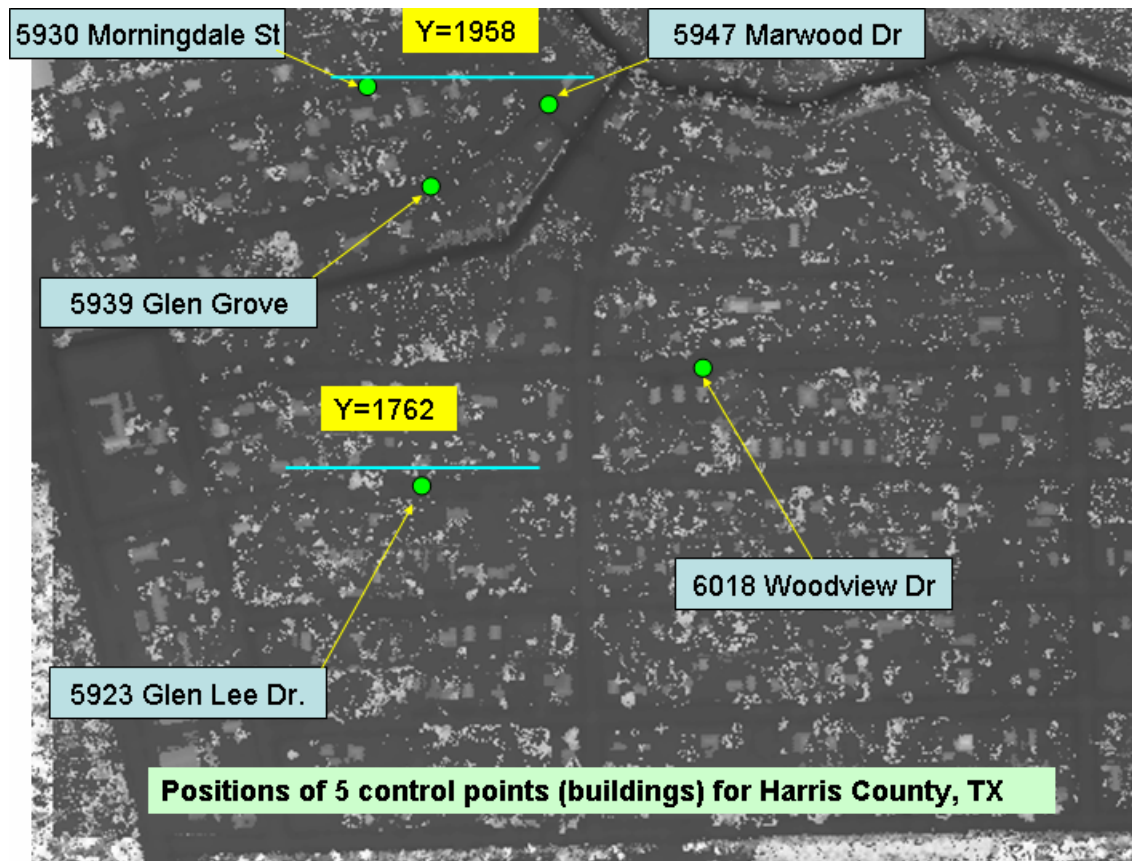 5930 Morningdale St
Y=1958
5947 Marwood Dr
5939 Glen Grove
Y=1762
6018 Woodview Dr
5923 Glen Lee Dr.
Positions of 5 control points (buildings) for Harris County, TX